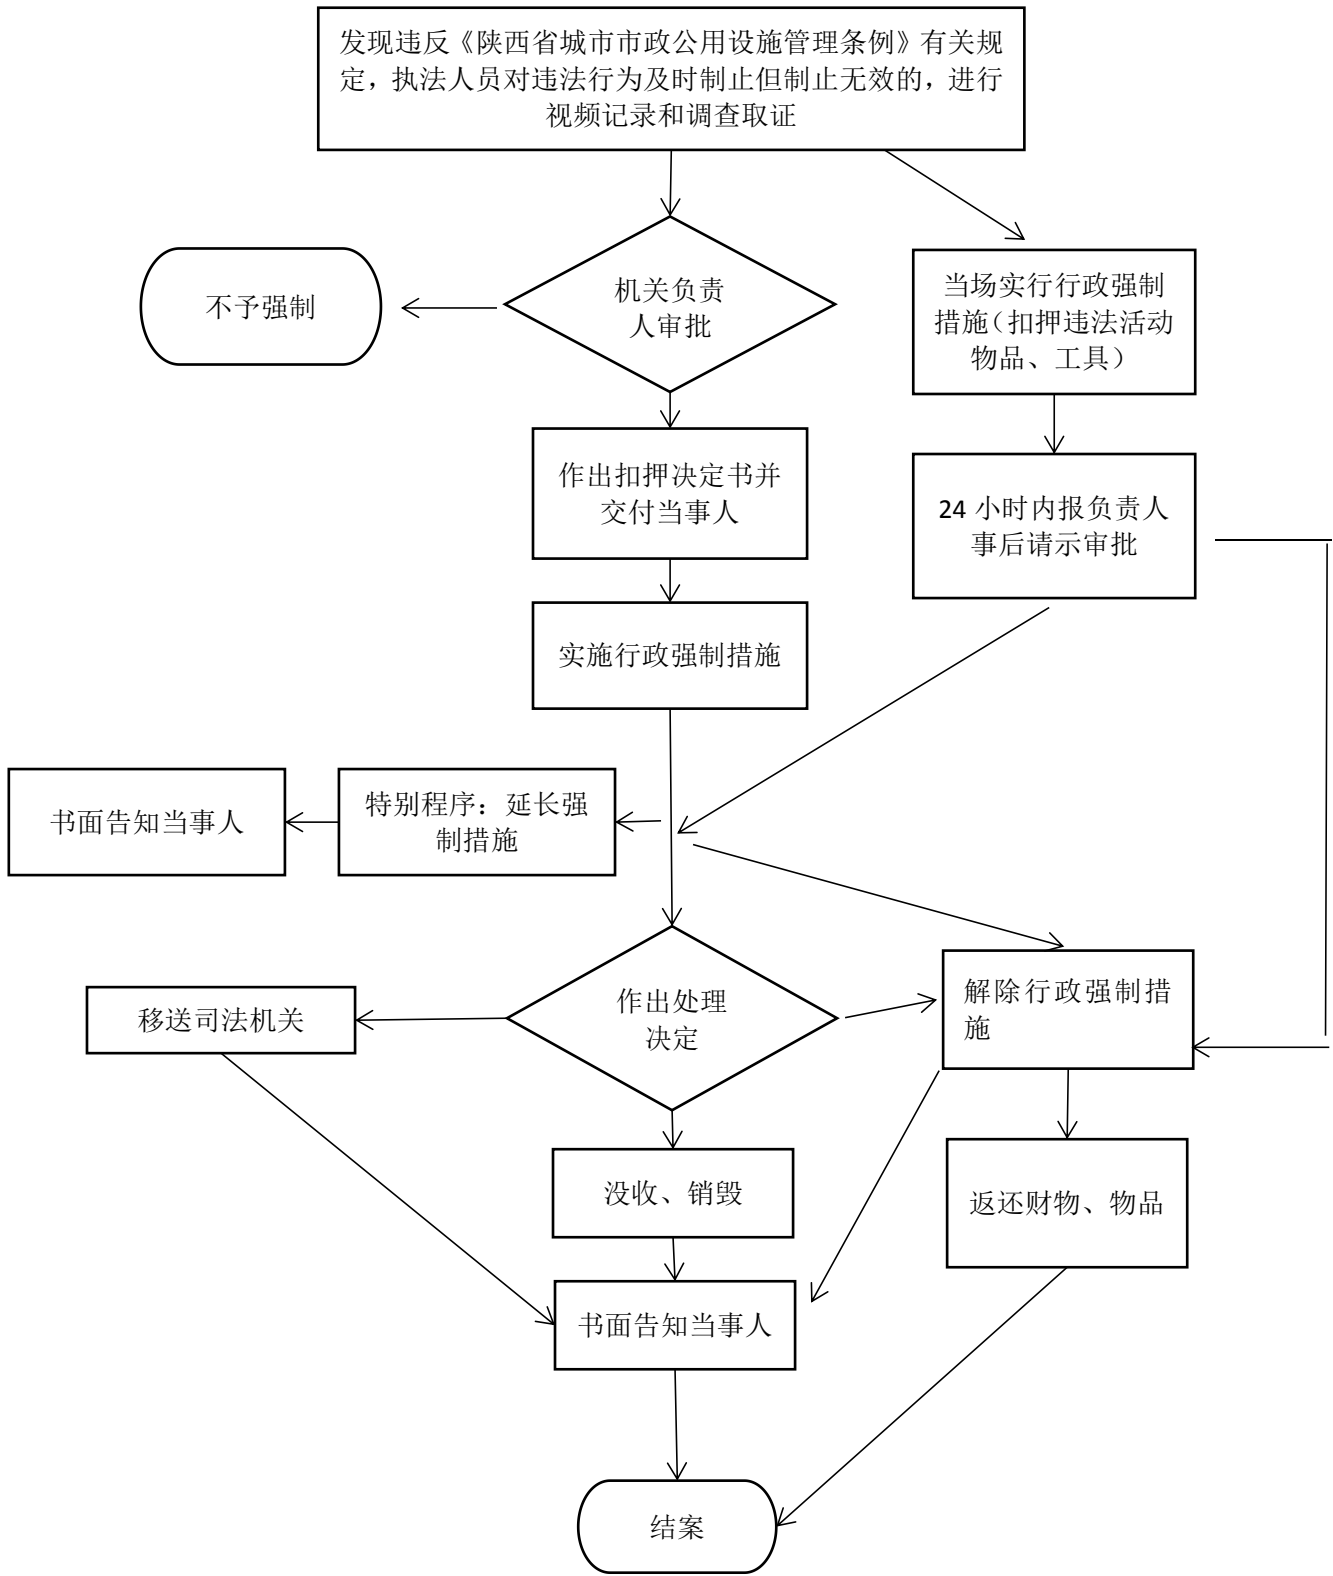 发现违反《陕西省城市市政公用设施管理条例》有关规
定，执法人员对违法行为及时制止但制止无效的，进行
视频记录和调查取证
机关负责
人审批
不予强制
当场实行行政强制
措施（扣押违法活动
物品、工具）
作出扣押决定书并
交付当事人
24 小时内报负责人
事后请示审批
实施行政强制措施
书面告知当事人
特别程序：延长强
制措施
移送司法机关
作出处理
决定
解除行政强制措
施
没收、销毁
返还财物、物品
书面告知当事人
结案